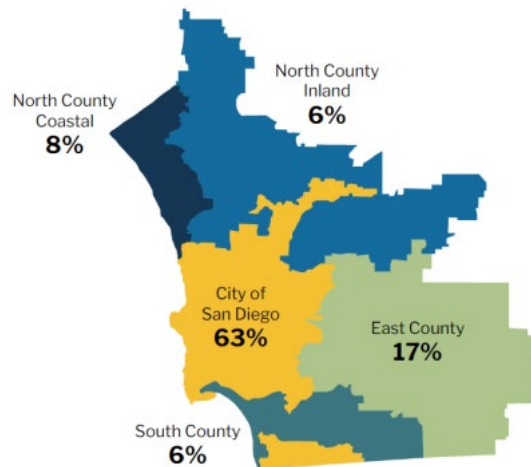 North County
Inland
6%
North County
Coastal
8%
City of
San Diego
63%
East County
17%
South County
6%